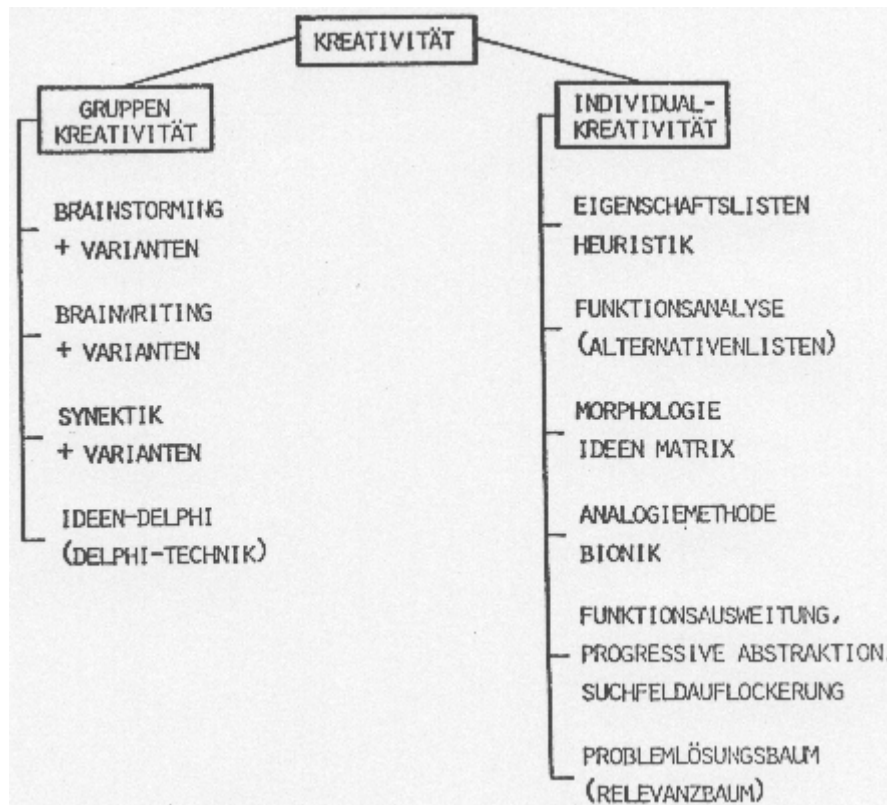 KREATIVITÄT
GRUPPEN
KREATIVITÄT
BRAINSTORMING
+ VARIANTEN
BRAINWRITING
+ VARIANTEN
SYNEKTIK
+ VARIANTEN
IDEEN-DELPHI
(DELPHI-TECHNIK)
INDIVIDUAL-
KREATIVITÄT
EIGENSCHAFTSLISTEN
HEURISTIK
FUNKTIONSANALYSE
(ALTERNATIVENLISTEN)
MORPHOLOGIE
IDEEN MATRIX
ANALOGIEMETHODE
BIONIK
FUNKTIONSAUSWEITUNG,
PROGRESSIVE ABSTRAKTION
SUCHFELDAUFLOCKERUNG
PROBLEMLÖSUNGSBAUM
(RELEVANZBAUM)